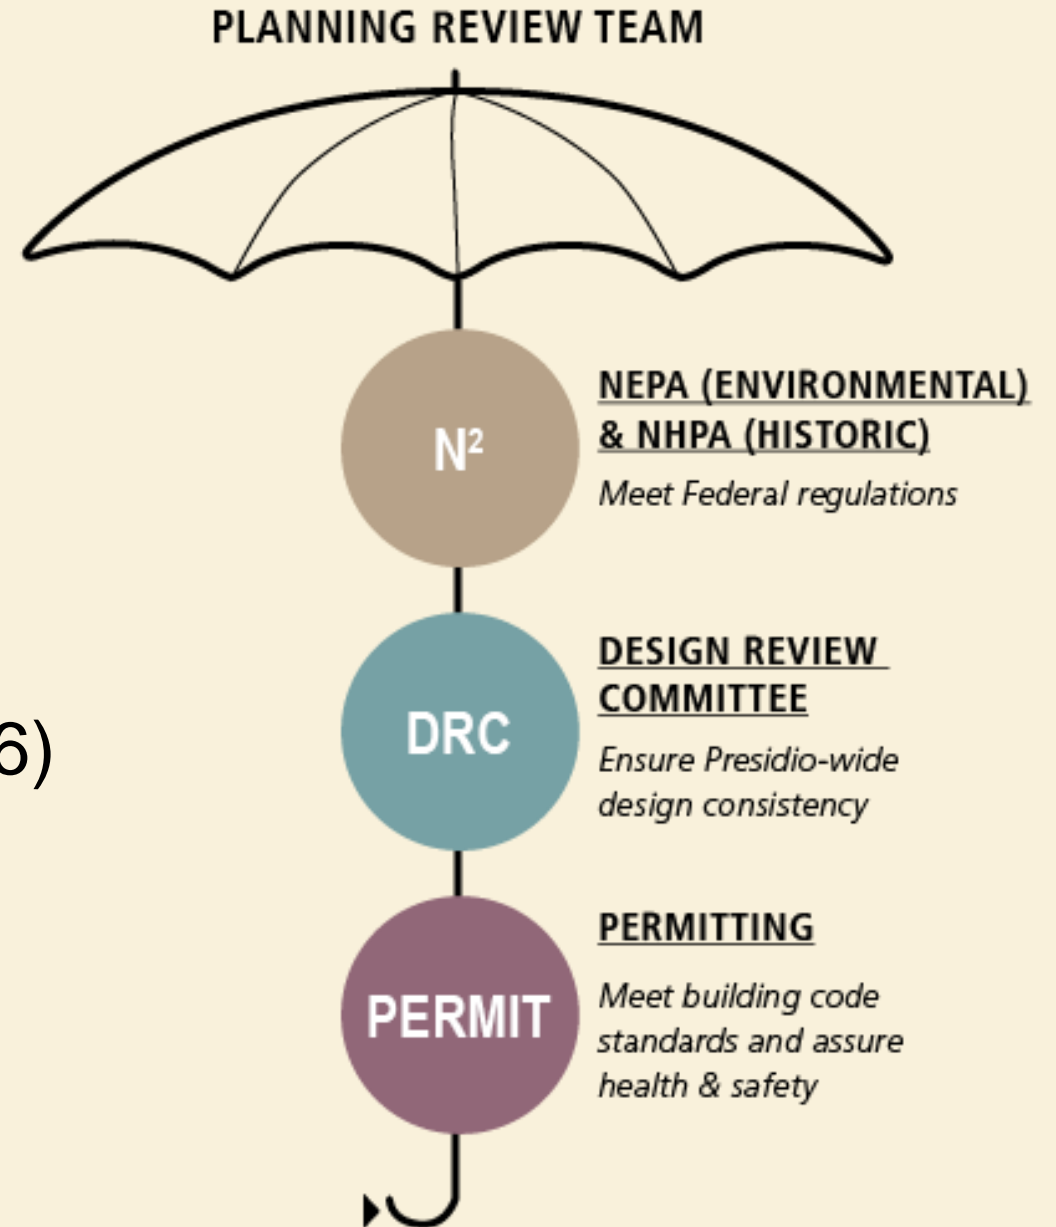 PLANNING REVIEW TEAM
N²
NEPA (ENVIRONMENTAL)
& NHPA (HISTORIC)
Meet Federal regulations
6)
DRC
DESIGN REVIEW
COMMITTEE
Ensure Presidio-wide
design consistency
PERMIT
PERMITTING
Meet building code
standards and assure
health & safety